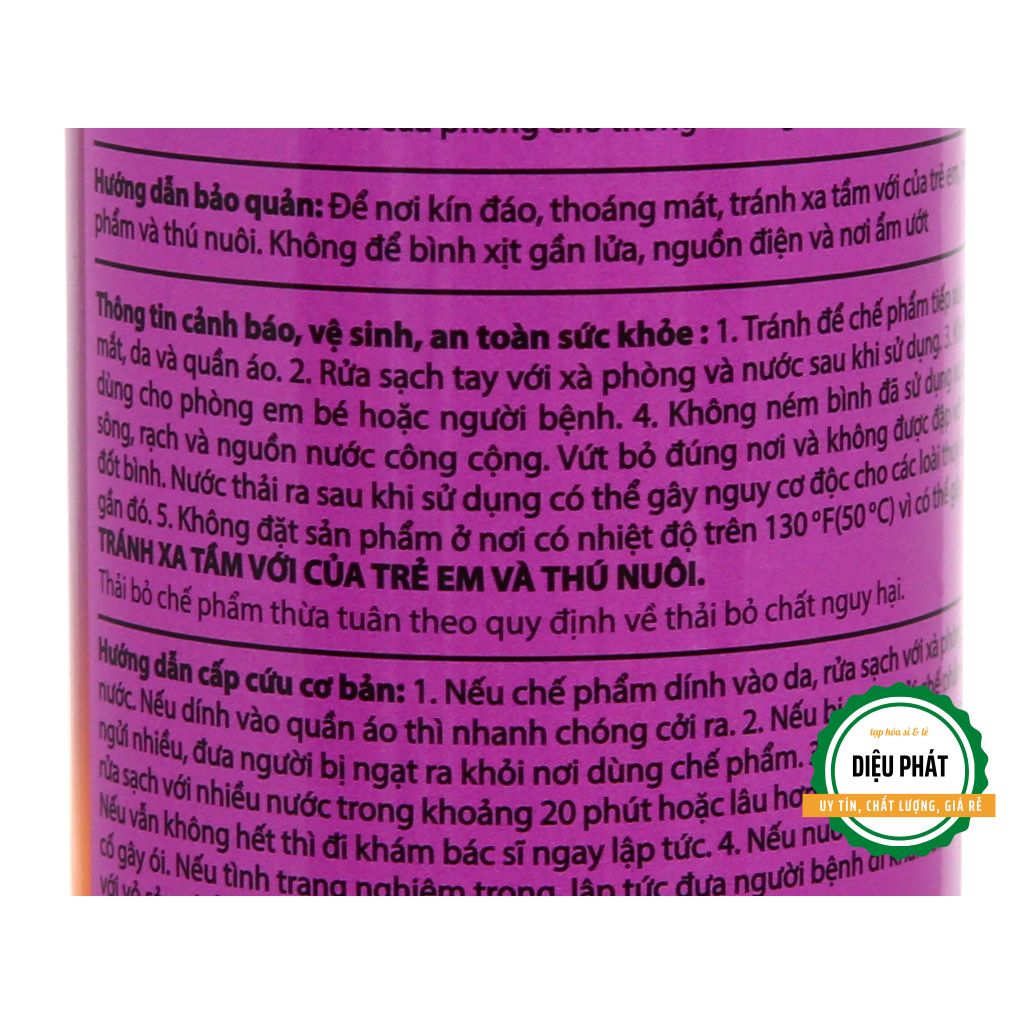 Hướng dẫn bảo quản: Để nơi kín đáo, thoáng mát, tránh xa tầm với của trẻ em,
phẩm và thú nuôi. Không để bình xịt gần lửa, nguồn điện và nơi ẩm ướt
Thông tin cảnh báo, vệ sinh, an toàn sức khỏe : 1. Tránh để chế phẩm tiếp
mắt, da và quần áo. 2. Rửa sạch tay với xà phòng và nước sau khi sử dụng. 3.
dùng cho phòng em bé hoặc người bệnh. 4. Không ném bình đã sử dụng
sông, rạch và nguồn nước công cộng. Vứt bỏ đúng nơi và không được đập
đốt bình. Nước thải ra sau khi sử dụng có thể gây nguy cơ độc cho các loài
gần đó. 5. Không đặt sản phẩm ở nơi có nhiệt độ trên 130 °F(50 °C) vì có thể
TRÁNH XA TẦM VỚI CỦA TRẺ EM VÀ THÚ NUÔI.
Thải bỏ chế phẩm thừa tuân theo quy định về thải bỏ chất nguy hại.
Hướng dẫn cấp cứu cơ bản: 1. Nếu chế phẩm dính vào da, rửa sạch với xà
nước. Nếu dính vào quần áo thì nhanh chóng cởi ra. 2. Nếu
ngửi nhiều, đưa người bị ngạt ra khỏi nơi dùng chế phẩm.
rửa sạch với nhiều nước trong khoảng 20 phút hoặc lâu
Nếu vẫn không hết thì đi khám bác sĩ ngay lập tức. 4. Nếu
cố gây ói. Nếu tình trạng nghiêm trọng, lập tức đưa người bệnh đi
tạp hóa sỉ & lẻ
DIỆU PHÁT
UY TÍN, CHẤT LƯỢNG, GIÁ RẺ